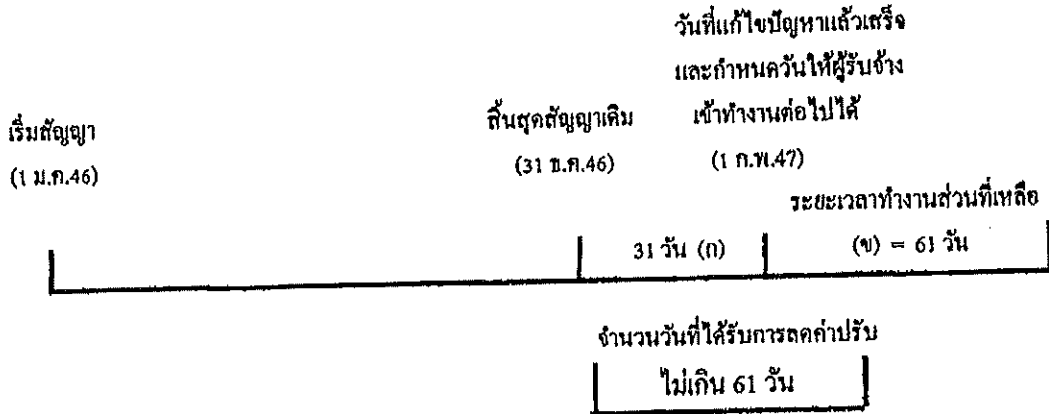 วันที่แก้ไขปัญหาแล้วเสร็จ
และกำหนดวันให้ผู้รับจ้าง
เริ่มสัญญา
สิ้นสุดสัญญาเดิม
เข้าทำงานต่อไปได้
(1 ม.ค.46)
(31 ธ.ค.46)
(1 ก.พ.47)
ระยะเวลาทำงานส่วนที่เหลือ
31 วัน (ก)
(ข) = 61 วัน
จำนวนวันที่ได้รับการลดค่าปรับ
ไม่เกิน 61 วัน